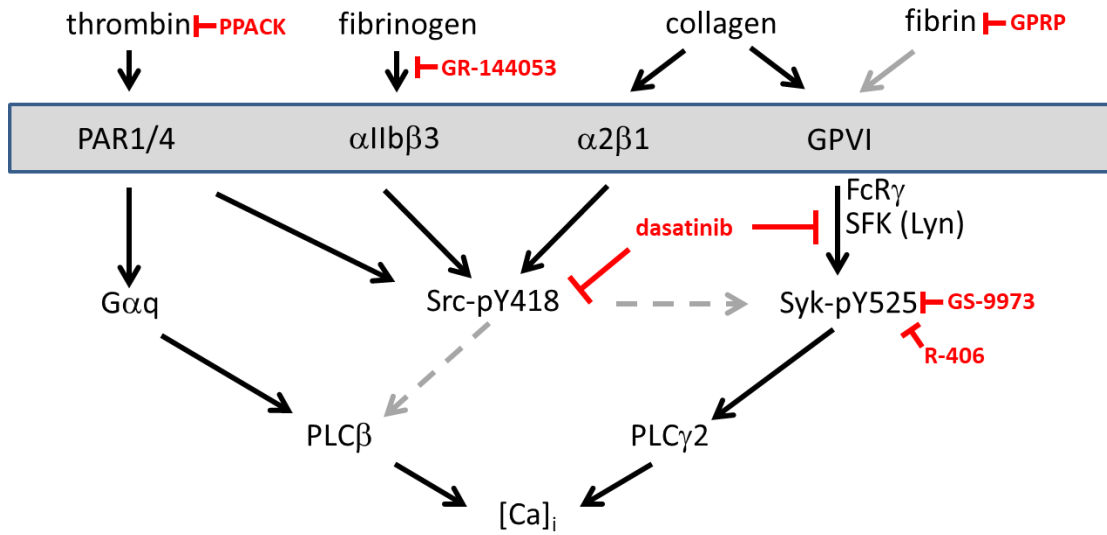 thrombin PPACK fibrinogen collagen fibrin GPRP
GR-144053
PAR1/4 αIIbβ3 α2β1 GPVI
FcRγ
dasatinib SFK (Lyn)
Gαq Src-pY418 Syk-pY525 GS-9973
R-406
PLCβ PLCγ2
[Ca]i